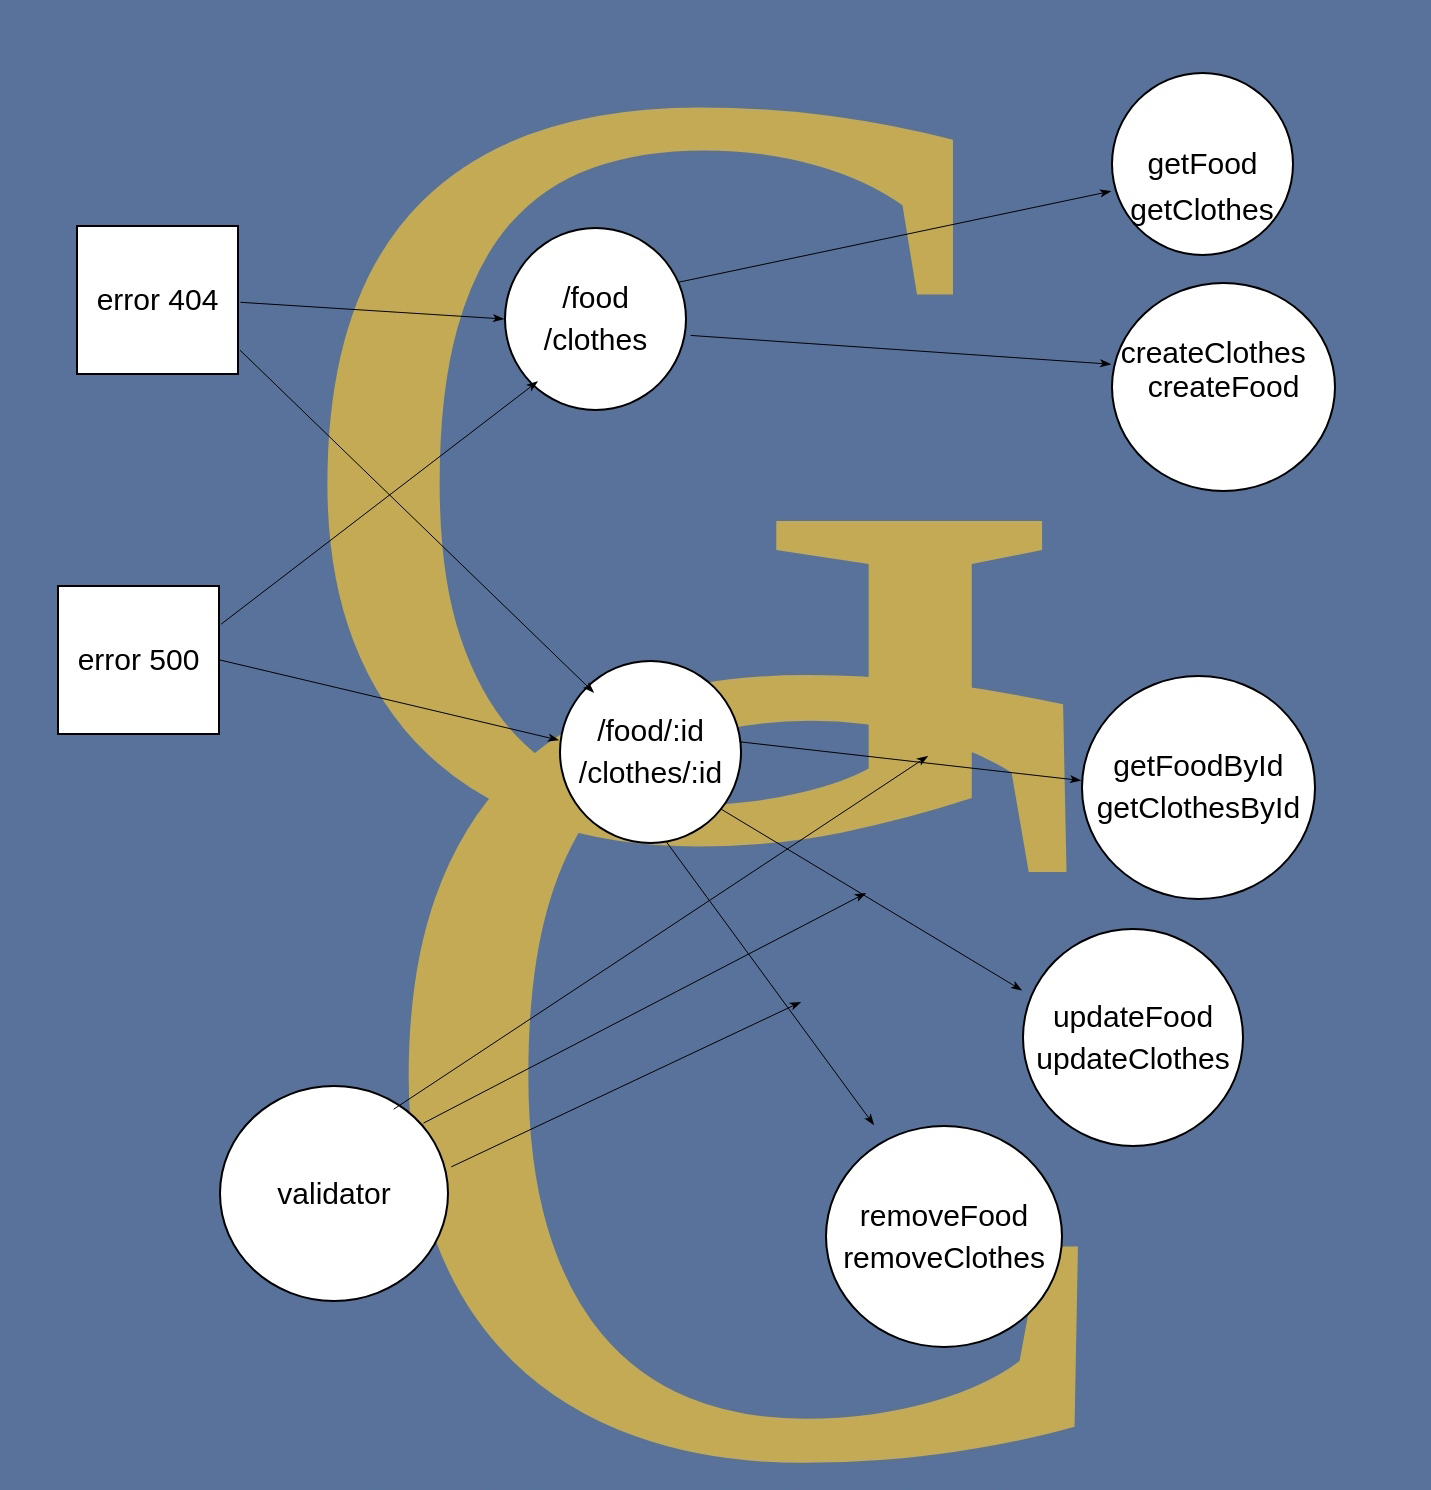 getFood
getClothes
error 404
/food
/clothes
createClothes
createFood
error 500
/food/:id
/clothes/:id
getFoodById
getClothesById
updateFood
updateClothes
validator
removeFood
removeClothes
G
C